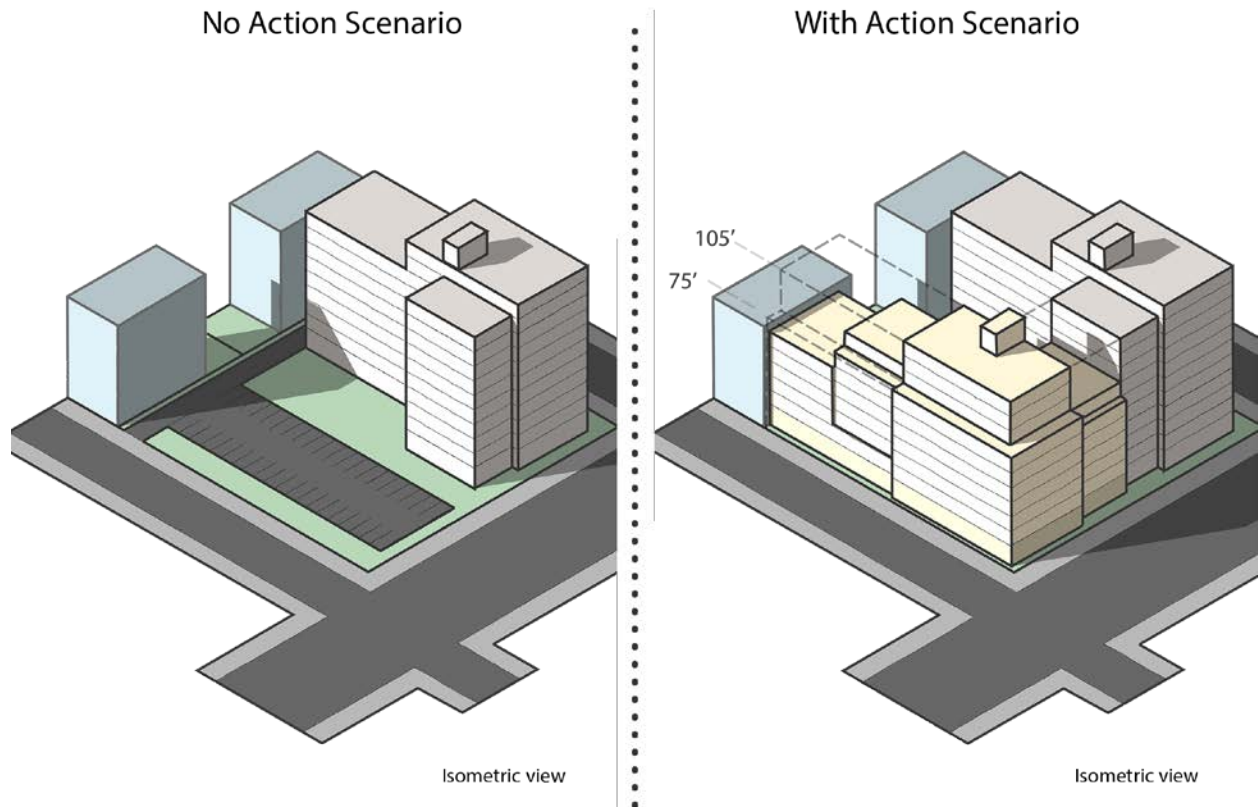 No Action Scenario
With Action Scenario
105’
75’
Isometric view
Isometric view